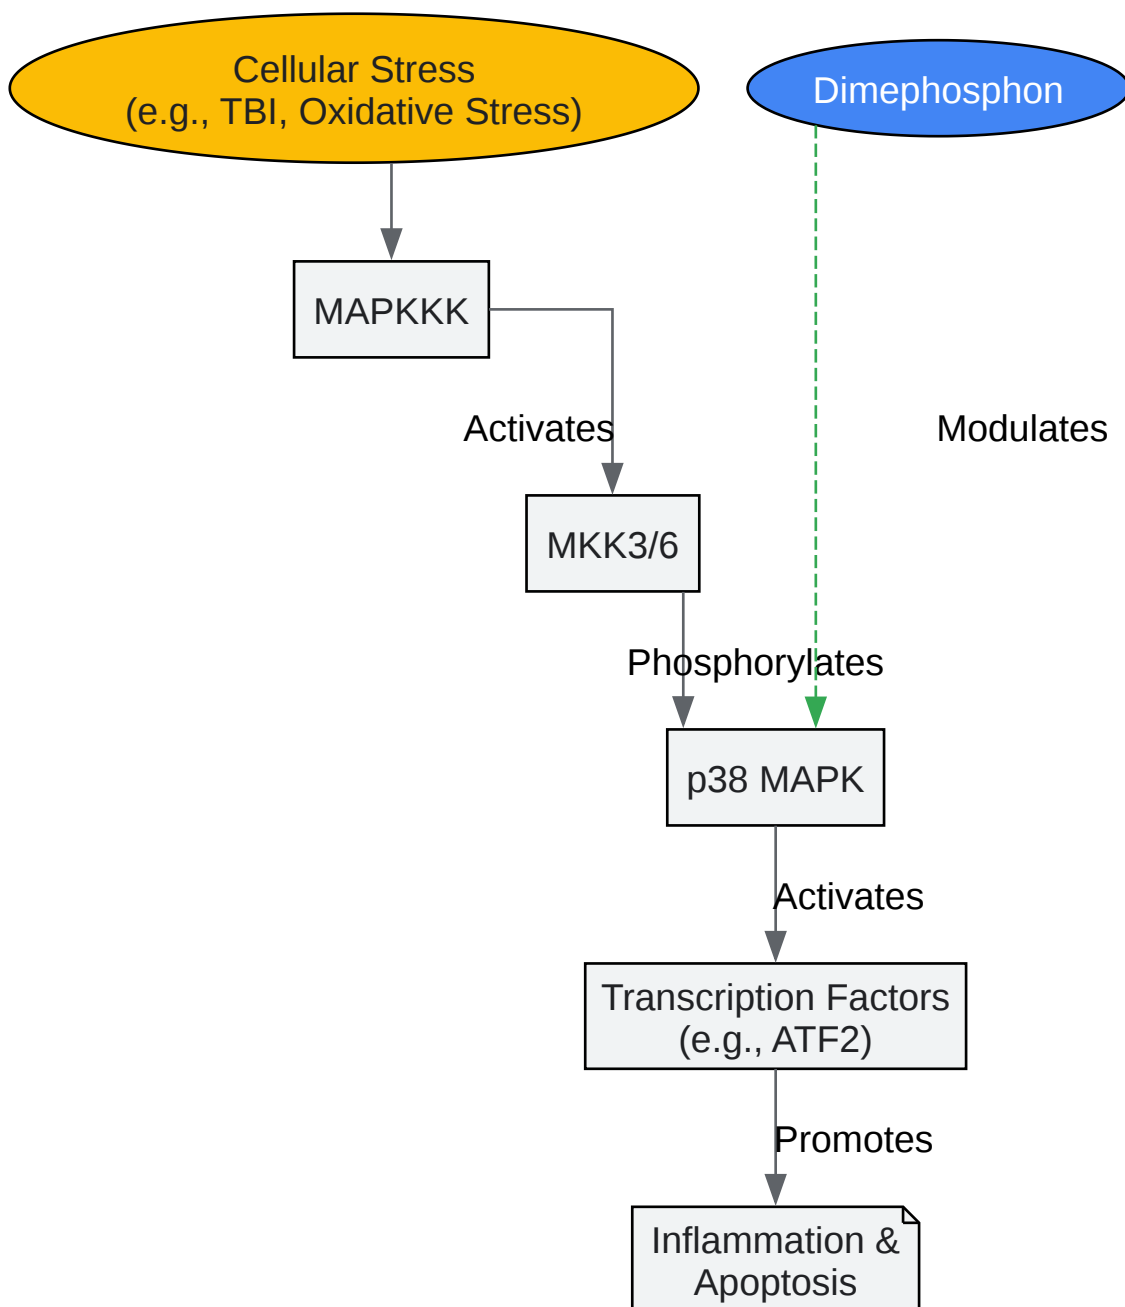 Cellular Stress
(e.g., TBI, Oxidative Stress)
Dimephosphon
MAPKKK
Activates
Modulates
MKK3/6
Phosphorylates
p38 MAPK
Activates
Transcription Factors
(e.g., ATF2)
Promotes
Inflammation &
Apoptosis